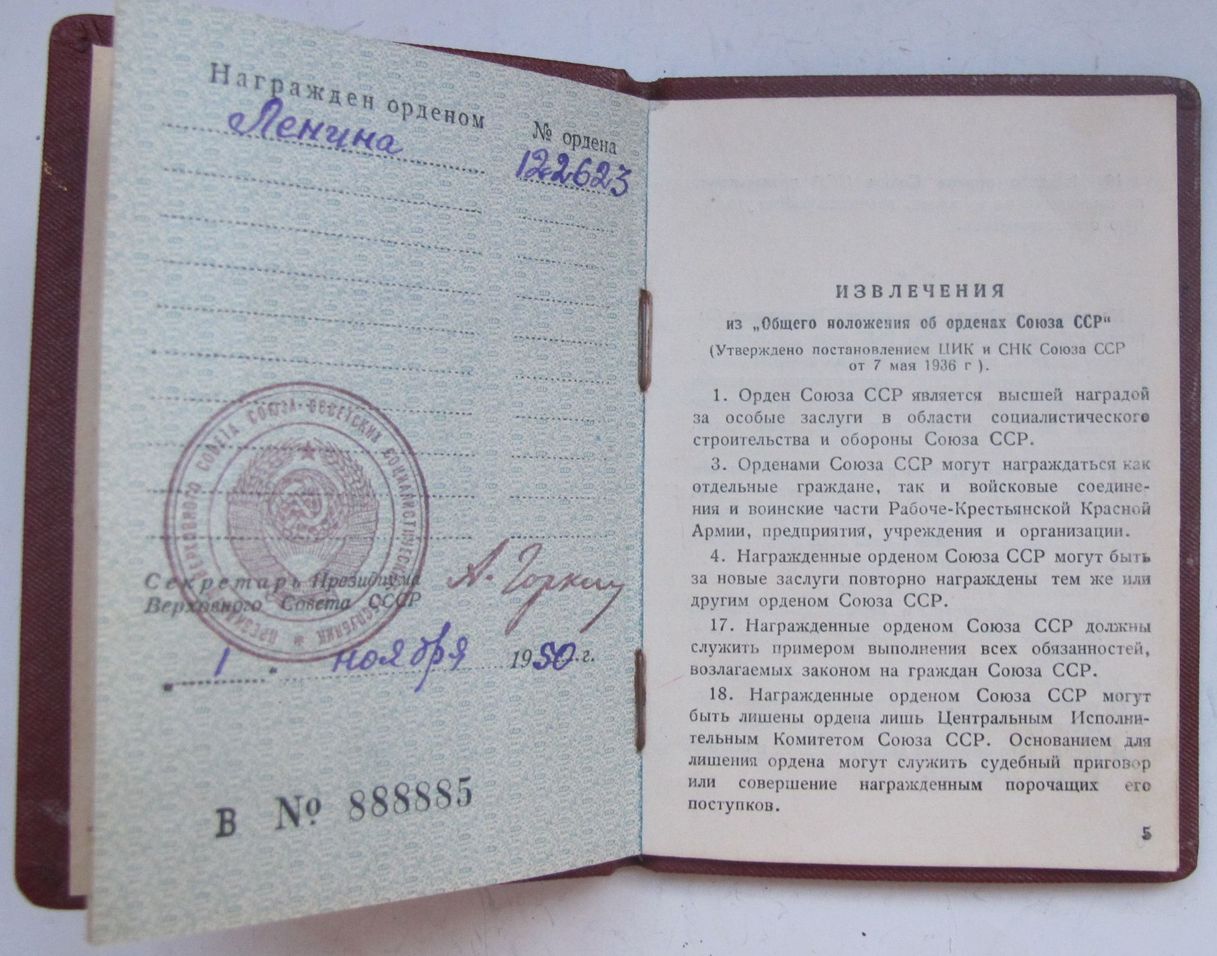 Награжден орденом
Ленина
№ ордена
122623
ПРЕЗИДИУМ ВЕРХОВНОГО СОВЕТА СОЮЗА СОВЕТСКИХ СОЦИАЛИСТИЧЕСКИХ РЕСПУБЛИК
Секретарь Президиума
Верховного Совета СССР
А. Горкин
1 ноября 1950 г.
В № 888885
ИЗВЛЕЧЕНИЯ
из „Общего положения об орденах Союза ССР"
(Утверждено постановлением ЦИК и СНК Союза ССР
от 7 мая 1936 г ).
1. Орден Союза ССР является высшей наградой
за особые заслуги в области социалистического
строительства и обороны Союза ССР.
3. Орденами Союза ССР могут награждаться как
отдельные граждане, так и войсковые соедине-
ния и воинские части Рабоче-Крестьянской Красной
Армии, предприятия, учреждения и организации.
4. Награжденные орденом Союза ССР могут быть
за новые заслуги повторно награждены тем же или
другим орденом Союза ССР.
17. Награжденные орденом Союза ССР должны
служить примером выполнения всех обязанностей,
возлагаемых законом на граждан Союза ССР.
18. Награжденные орденом Союза ССР могут
быть лишены ордена лишь Центральным Исполни-
тельным Комитетом Союза ССР. Основанием для
лишения ордена могут служить судебный приговор
или совершение награжденным порочащих его
поступков.
5